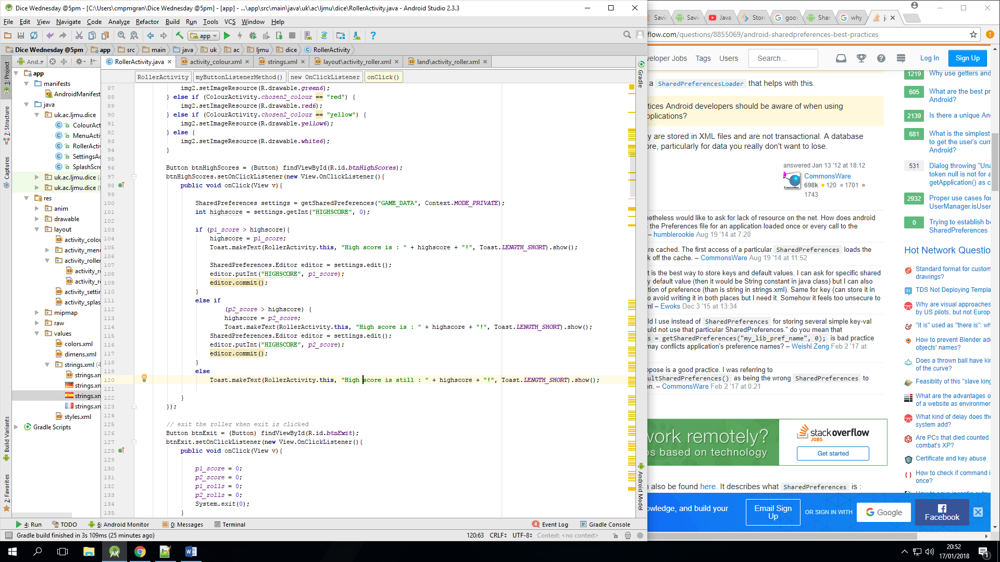 Dice Wednesday @5pm - [C:\Users\cmpmgran\Dice Wednesday @5pm] - [app] - ...\app\src\main\java\uk\ac\ljmu\dice\RollerActivity.java - Android Studio 2.3.3
File Edit View Navigate Code Analyze Refactor Build Run Tools VCS Window Help
app
Dice Wednesday @5pm app src main java uk ac ljmu dice RollerActivity
And...
RollerActivity.java activity_colour.xml strings.xml layout\activity_roller.xml land\activity_roller.xml
RollerActivity myButtonListenerMethod() new OnClickListener onClick()
1: Project
7: Structure
Captures
Build Variants
2: Favorites
app
manifests
AndroidManifest
java
uk.ac.ljmu.dice
ColourAct
MenuActi
RollerActi
SettingsAc
SplashScre
uk.ac.ljmu.dice (a
uk.ac.ljmu.dice (t
res
anim
drawable
layout
activity_colou
activity_menu
activity_roller
activity_ro
activity_ro
activity_settin
activity_splas
mipmap
raw
values
colors.xml
dimens.xml
strings.xml (4
strings.xn
strings.xn
strings.xn
strings.xn
styles.xml
Gradle Scripts
87 img2.setImageResource(R.drawable.green6);
88 } else if (ColourActivity.chosen2_colour == "red") {
89 img2.setImageResource(R.drawable.red6);
90 } else if (ColourActivity.chosen2_colour == "yellow") {
91 img2.setImageResource(R.drawable.yellow6);
92 } else {
93 img2.setImageResource(R.drawable.white6);
94 }
95
96 Button btnHighScores = (Button) findViewById(R.id.btnHighScores);
97 btnHighScores.setOnClickListener(new View.OnClickListener(){
98 public void onClick(View v){
99
100 SharedPreferences settings = getSharedPreferences("GAME_DATA", Context.MODE_PRIVATE);
101 int highscore = settings.getInt("HIGHSCORE", 0);
102
103 if (p1_score > highscore){
104 highscore = p1_score;
105 Toast.makeText(RollerActivity.this, "High score is : " + highscore + "!", Toast.LENGTH_SHORT).show();
106
107 SharedPreferences.Editor editor = settings.edit();
108 editor.putInt("HIGHSCORE", p1_score);
109 editor.commit();
110 }
111 else if
112 (p2_score > highscore) {
113 highscore = p2_score;
114 Toast.makeText(RollerActivity.this, "High score is : " + highscore + "!", Toast.LENGTH_SHORT).show();
115 SharedPreferences.Editor editor = settings.edit();
116 editor.putInt("HIGHSCORE", p2_score);
117 editor.commit();
118 }
119 else
120 Toast.makeText(RollerActivity.this, "High score is still : " + highscore + "!", Toast.LENGTH_SHORT).show();
121
122 }
123 });
124
125 // exit the roller when exit is clicked
126 Button btnExit = (Button) findViewById(R.id.btnExit);
127 btnExit.setOnClickListener(new View.OnClickListener(){
128 public void onClick(View v){
129
130 p1_score = 0;
131 p2_score = 0;
132 p1_rolls = 0;
133 p2_rolls = 0;
134 System.exit(0);
135 }
Gradle
Android Model
4: Run TODO 6: Android Monitor 0: Messages Terminal 4 Event Log Gradle Console
Gradle build finished in 3s 109ms (25 minutes ago) 120:63 CRLF UTF-8 Context: <no context>
Savin Savin Java Store goog Shar why ja
flow.com/questions/8855069/android-sharedpreferences-best-practices
veloper Jobs Tags Users Search... Log In Sign Up
a SharedPreferencesLoader that helps with this.
tices Android developers should be aware of when using
pplications?
y are stored in XML files and are not transactional. A database
ore, particularly for data you really don't want to lose.
answered Jan 13 '12 at 18:12
CommonsWare
698k 120 1701
1743
netheless would like to ask for lack of resource on the net. How does android
s the Preferences file for an application loaded once or every call to the
– humblerookie Aug 19 '14 at 7:20
re cached. The first access of a particular SharedPreferences loads the
k off the cache. – CommonsWare Aug 19 '14 at 11:52
t is the best way to store keys and default values. I can ask for specific shared
y default value (then it would be String constant in java class) but I can also
ition of preference (than is string in strings.xml). Same for key (can store it in
o avoid writing it in both places but I need it. Somehow it feels too unsecure to
ml – Ewoks Dec 3 '15 at 13:34
ld I use instead of SharedPreferences for storing several simple key-val
ould not use that particular SharedPreferences." do you mean that
s = getSharedPreferences("my_lib_pref_name", 0); is bad practice
may conflicts application's preference names? – Weishi Zeng Feb 2 '17 at
pose is a good practice. I was referring to
ultSharedPreferences() as being the wrong SharedPreferences to
on. – CommonsWare Feb 2 '17 at 0:21
work remotely?
bs based on technology
stackoverflow
JOBS
Get started
n also be found here. It describes what SharedPreferences is :
1219 Why use getters and
605 What are the best pr
Android?
2139 Is there a unique An
681 What is the simplest
to get the user's curr
Android?
531 Dialog throwing "Una
token null is not for a
getApplication() as c
2932 Proper use cases for
UserManager.isUser
0 Trying to establish be
SharedPreferences
Hot Network Questio
Standard format for custom
drawings?
TDS Not Deploying Templa
Why are visual approaches
by US pilots, but not Europe
"It" is used as "there is": wh
How to prevent Blender add
objects' names?
Does a thrown ball have kin
of the curve?
Feasiblity of this "slave king
What are the advantages o
of a website as environmen
What kind of delay does the
system add?
Are PCs that died counted
combat's XP?
Certificate and key abuse
How to check if command i
owledge, and build your
Email Sign Up OR SIGN IN WITH Google Facebook
20:52
17/01/2018
1